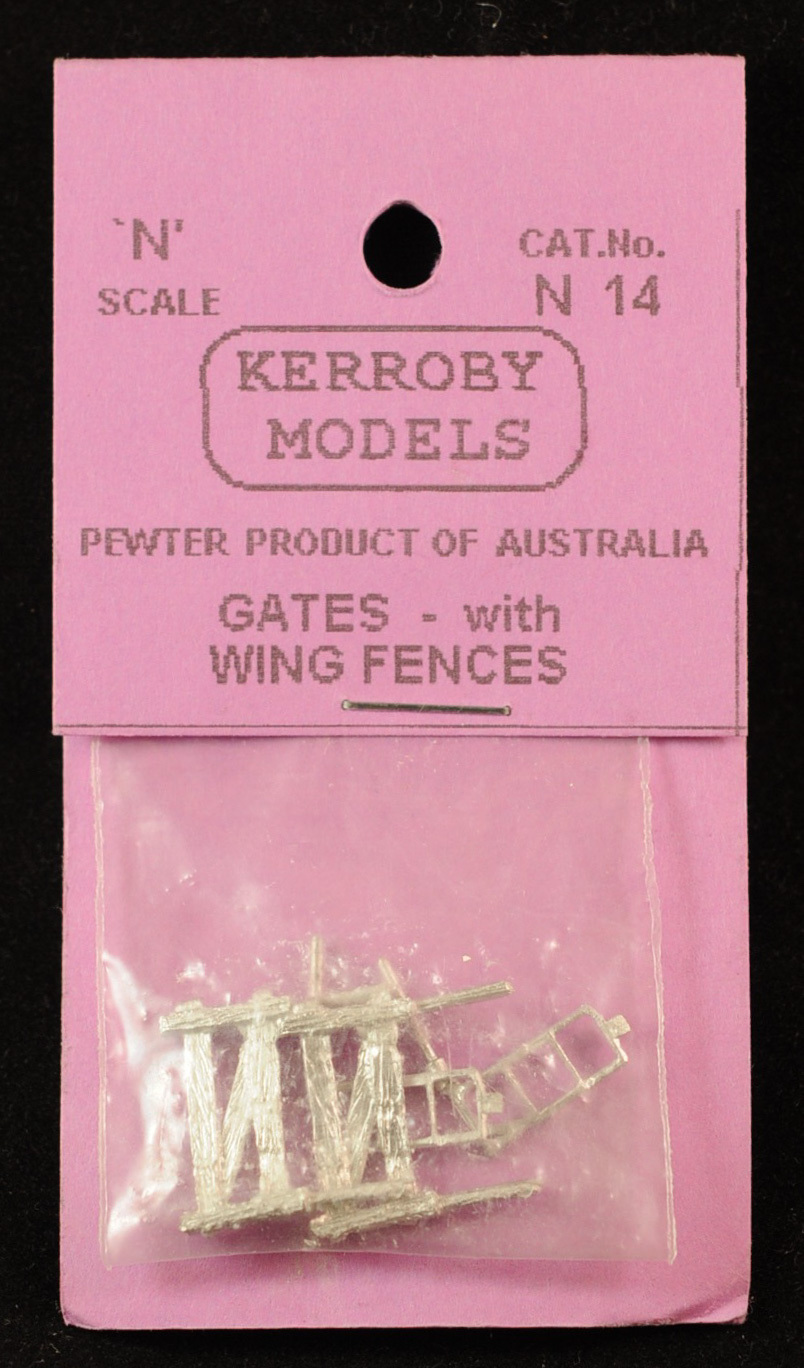 `N'
SCALE
CAT.No.
N 14
KERROBY
MODELS
PEWTER PRODUCT OF AUSTRALIA
GATES - with
WING FENCES